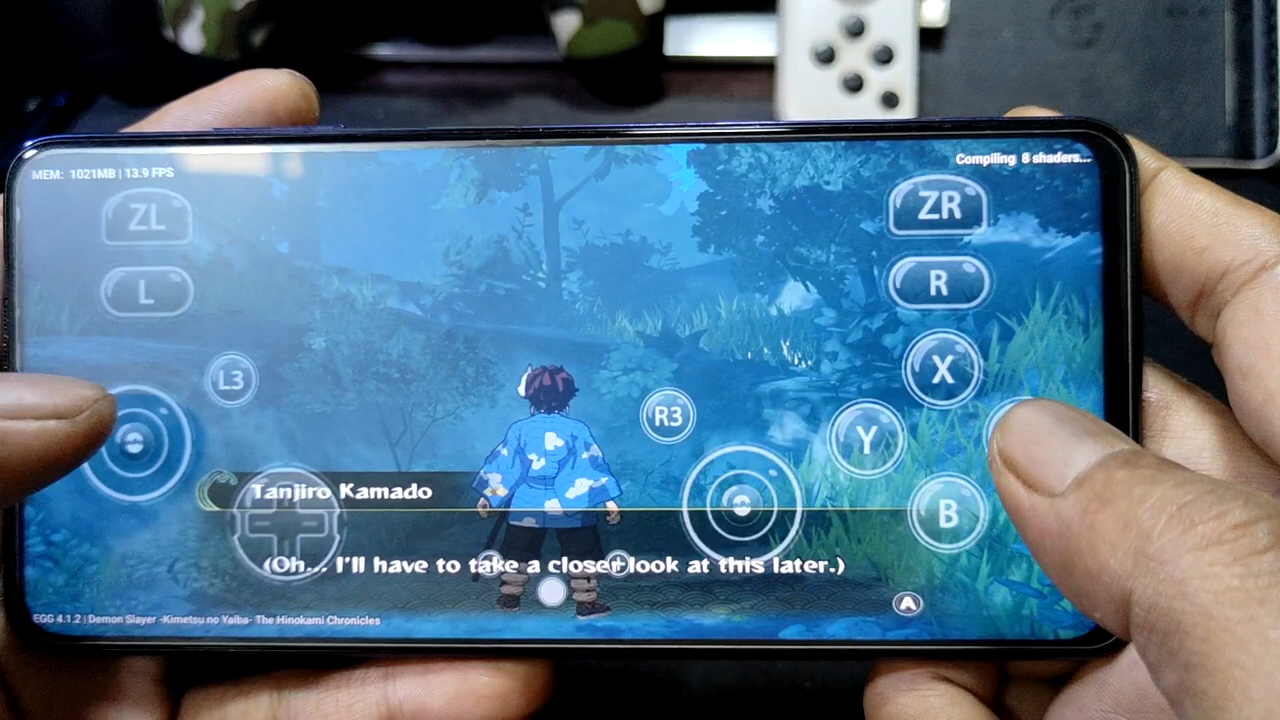 MEM: 1021MB | 13.9 FPS
Compiling 8 shaders...
ZL
ZR
L
R
L3
X
R3
Y
Tanjiro Kamado
B
(Oh... I'll have to take a closer look at this later.)
A
EGG 4.1.2 | Demon Slayer -Kimetsu no Yaiba- The Hinokami Chronicles